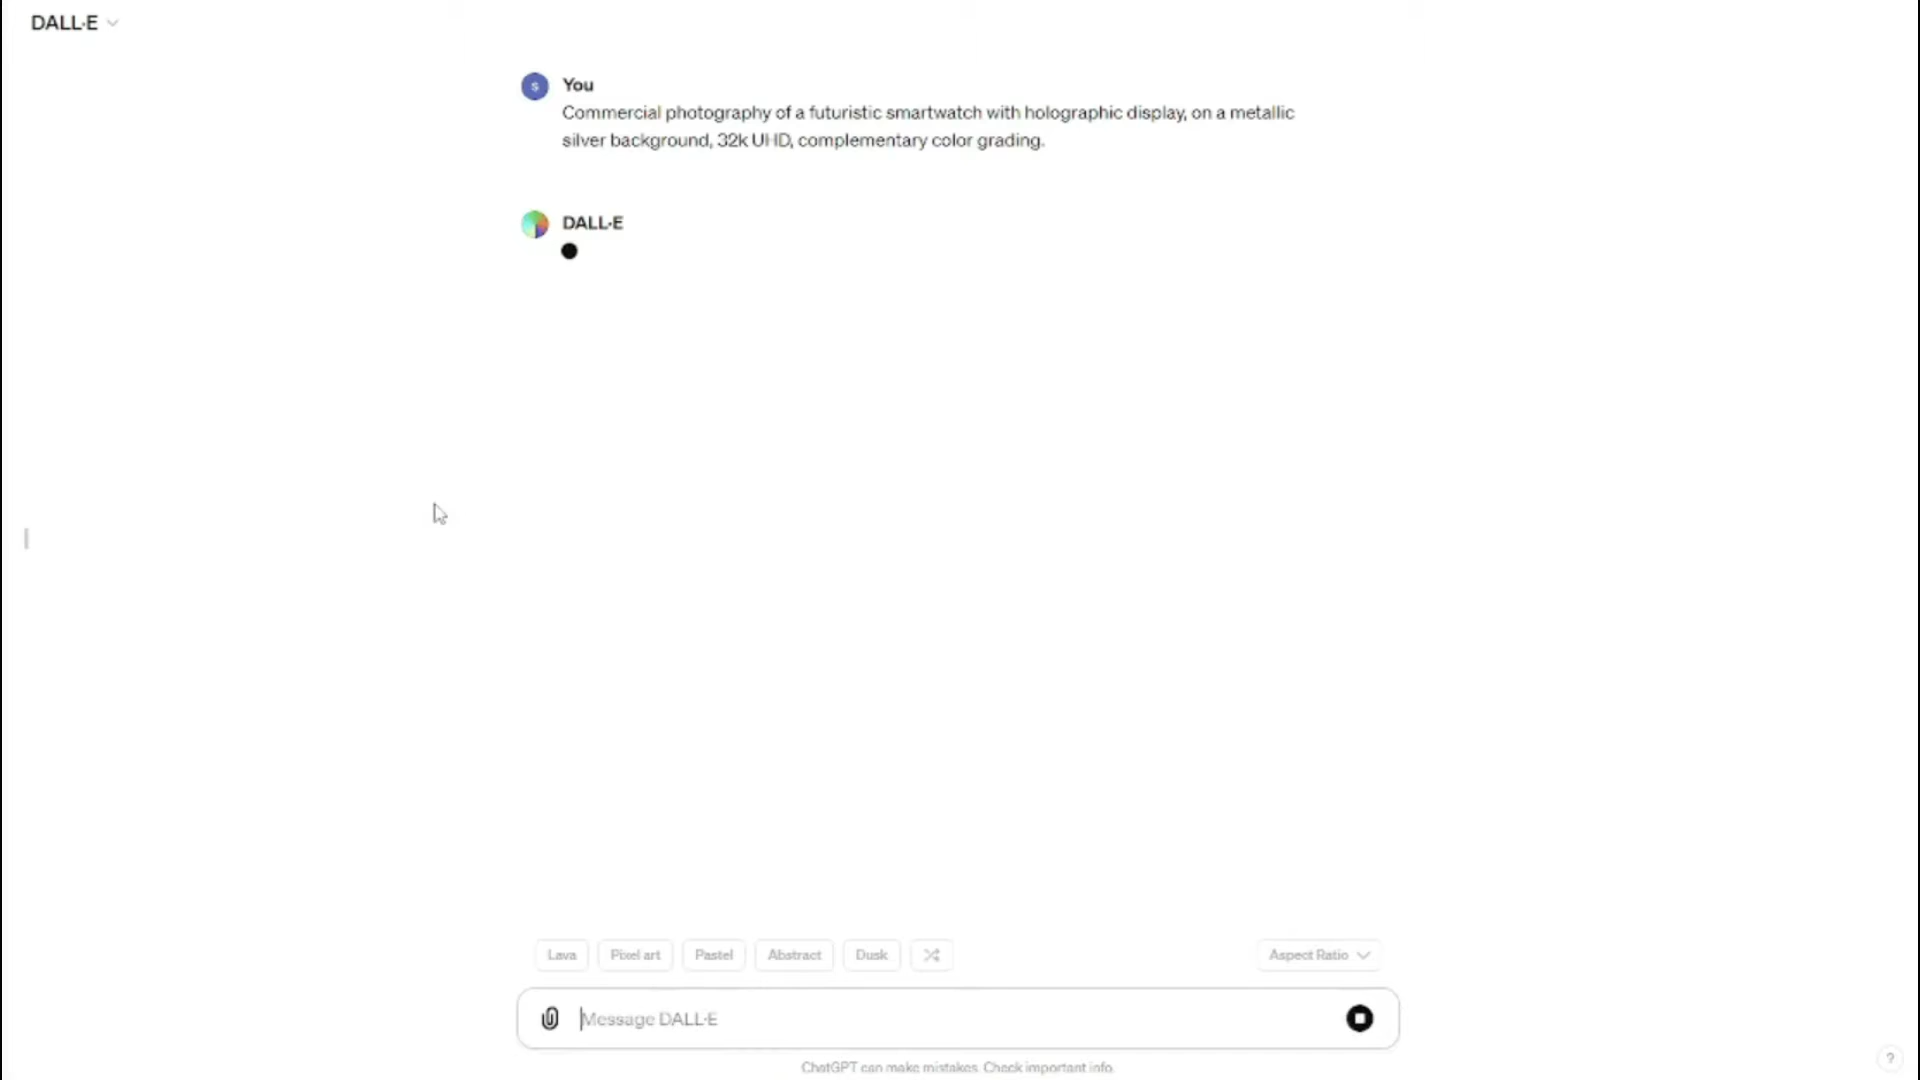 DALL·E
S
You
Commercial photography of a futuristic smartwatch with holographic display, on a metallic
silver background, 32k UHD, complementary color grading.
DALL·E
Lava
Pixel art
Pastel
Abstract
Dusk
Aspect Ratio
Message DALL·E
ChatGPT can make mistakes. Check important info.
?